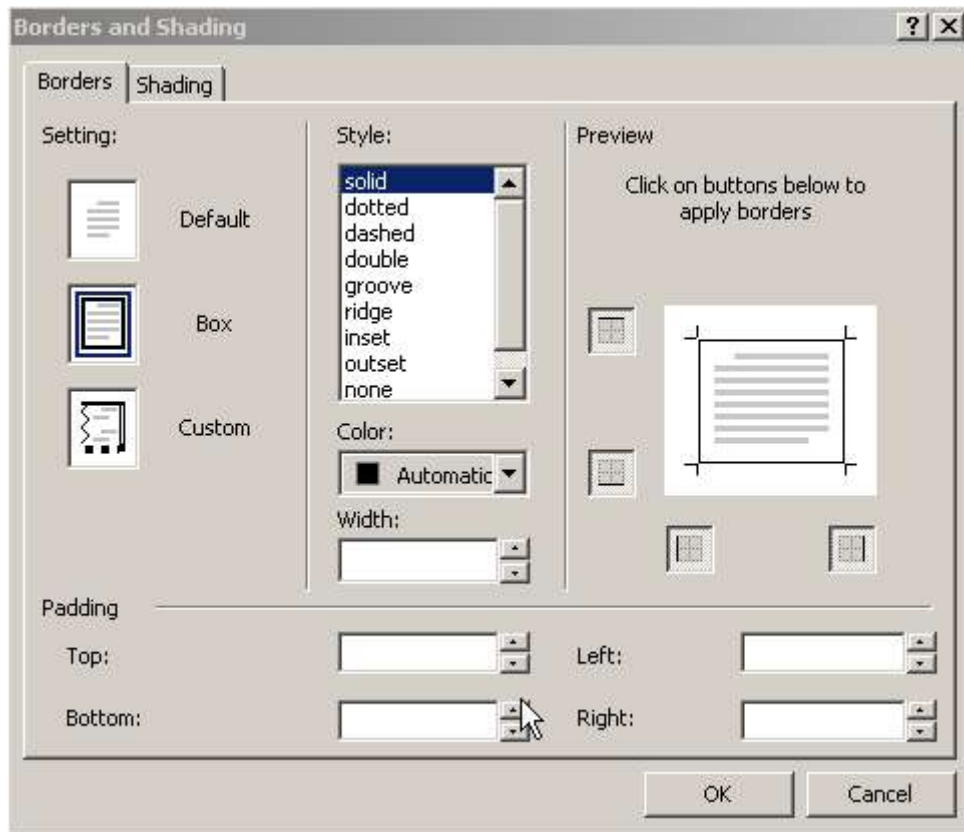 Borders and Shading
Borders
Shading
Setting:
Default
Box
Custom
Style:
solid
dotted
dashed
double
groove
ridge
inset
outset
none
Color:
Automatic
Width:
Preview
Click on buttons below to
apply borders
Padding
Top:
Left:
Bottom:
Right:
OK
Cancel